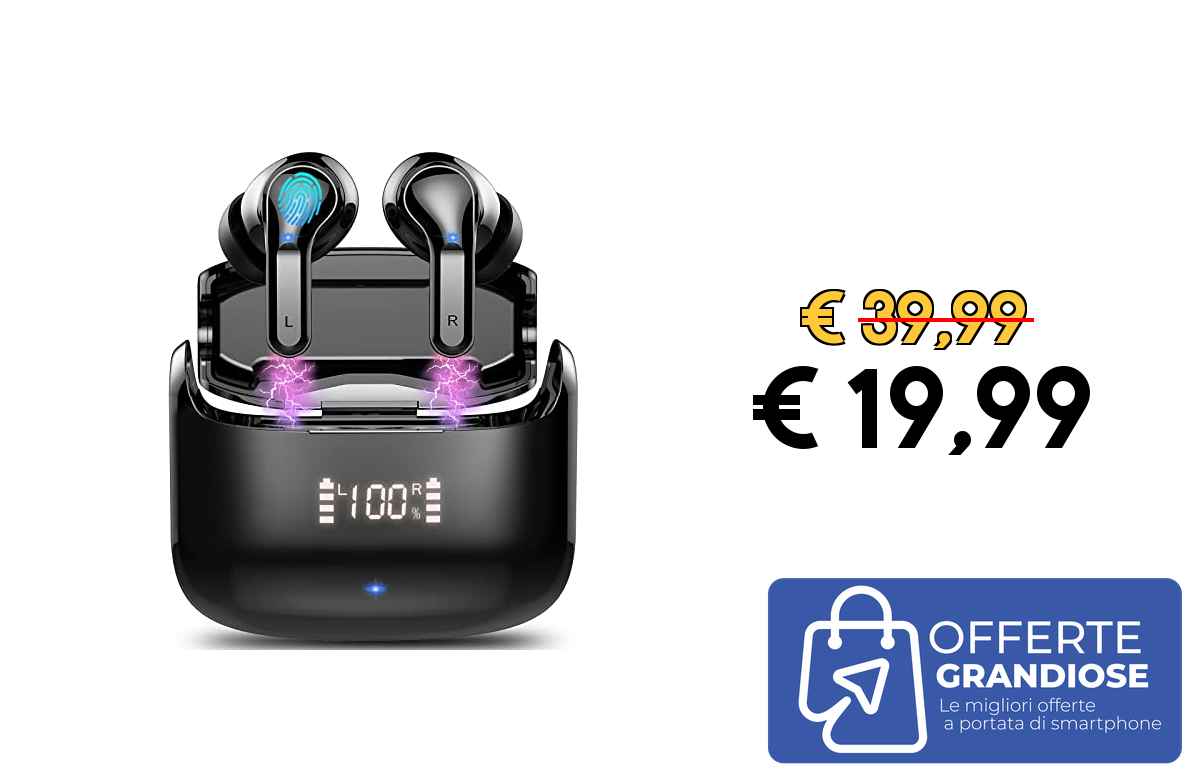 L
R
L 100 % R
€ 39,99
€ 19,99
OFFERTE
GRANDIOSE
Le migliori offerte
a portata di smartphone